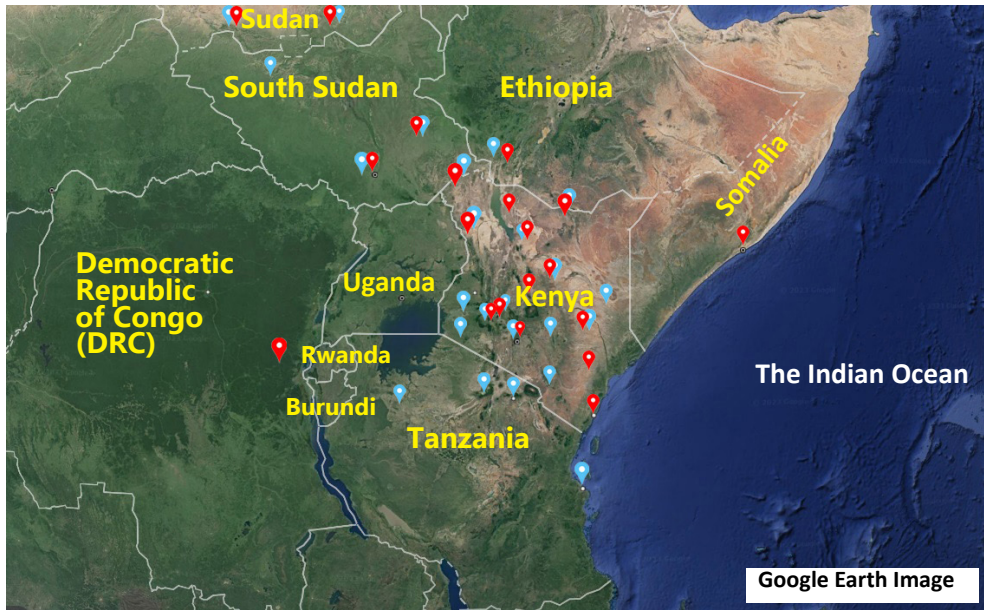 Sudan
South Sudan
Ethiopia
Somalia
Democratic
Republic
of Congo
(DRC)
Uganda
Kenya
Rwanda
The Indian Ocean
Burundi
Tanzania
Google Earth Image